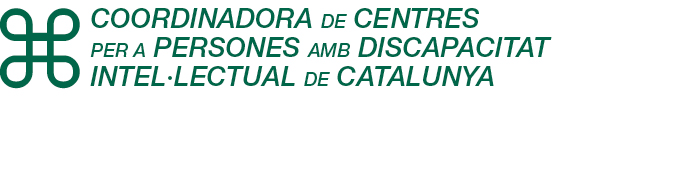 COORDINADORA DE CENTRES
PER A PERSONES AMB DISCAPACITAT
INTEL·LECTUAL DE CATALUNYA